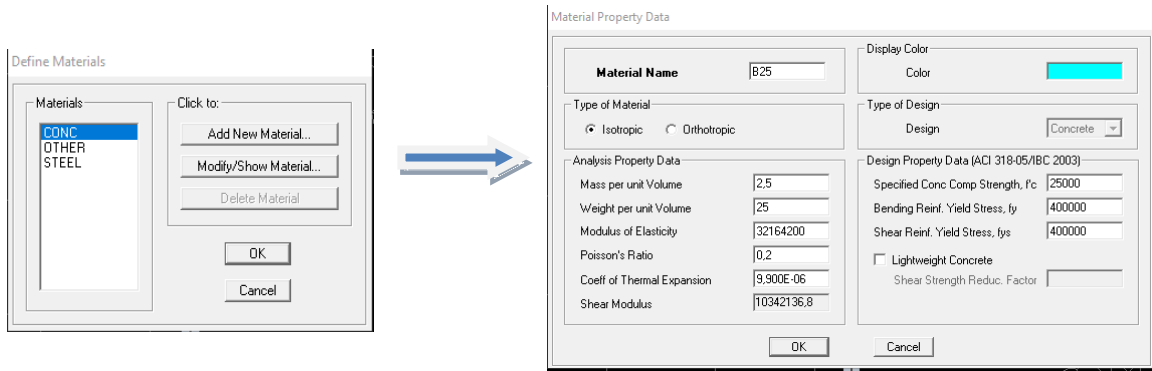 Define Materials
Materials
CONC
OTHER
STEEL
Click to:
Add New Material...
Modify/Show Material...
Delete Material
OK
Cancel
Material Property Data
Material Name B25
Display Color
Color
Type of Material
Isotropic Orthotropic
Type of Design
Design Concrete
Analysis Property Data
Mass per unit Volume 2,5
Weight per unit Volume 25
Modulus of Elasticity 32164200
Poisson's Ratio 0,2
Coeff of Thermal Expansion 9,900E-06
Shear Modulus 10342136,8
Design Property Data (ACI 318-05/IBC 2003)
Specified Conc Comp Strength, f'c 25000
Bending Reinf. Yield Stress, fy 400000
Shear Reinf. Yield Stress, fys 400000
Lightweight Concrete
Shear Strength Reduc. Factor
OK
Cancel